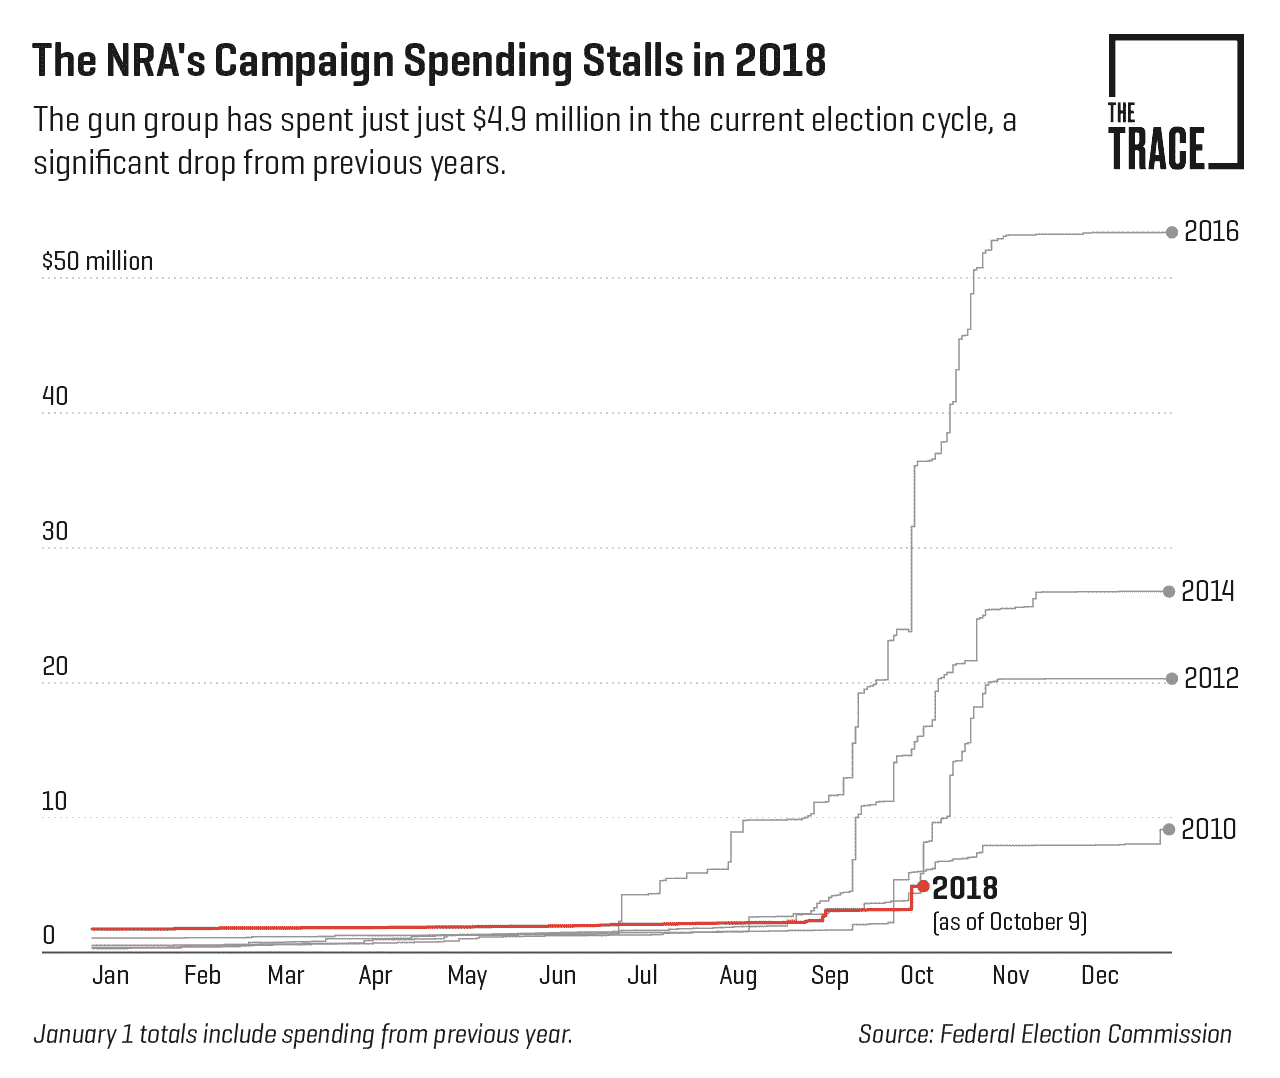 The NRA's Campaign Spending Stalls in 2018
The gun group has spent just just $4.9 million in the current election cycle, a
significant drop from previous years.
THE
TRACE
2016
$50 million
40
30
2014
20
2012
10
2010
2018
(as of October 9)
0
Jan Feb Mar Apr May Jun Jul Aug Sep Oct Nov Dec
January 1 totals include spending from previous year.
Source: Federal Election Commission